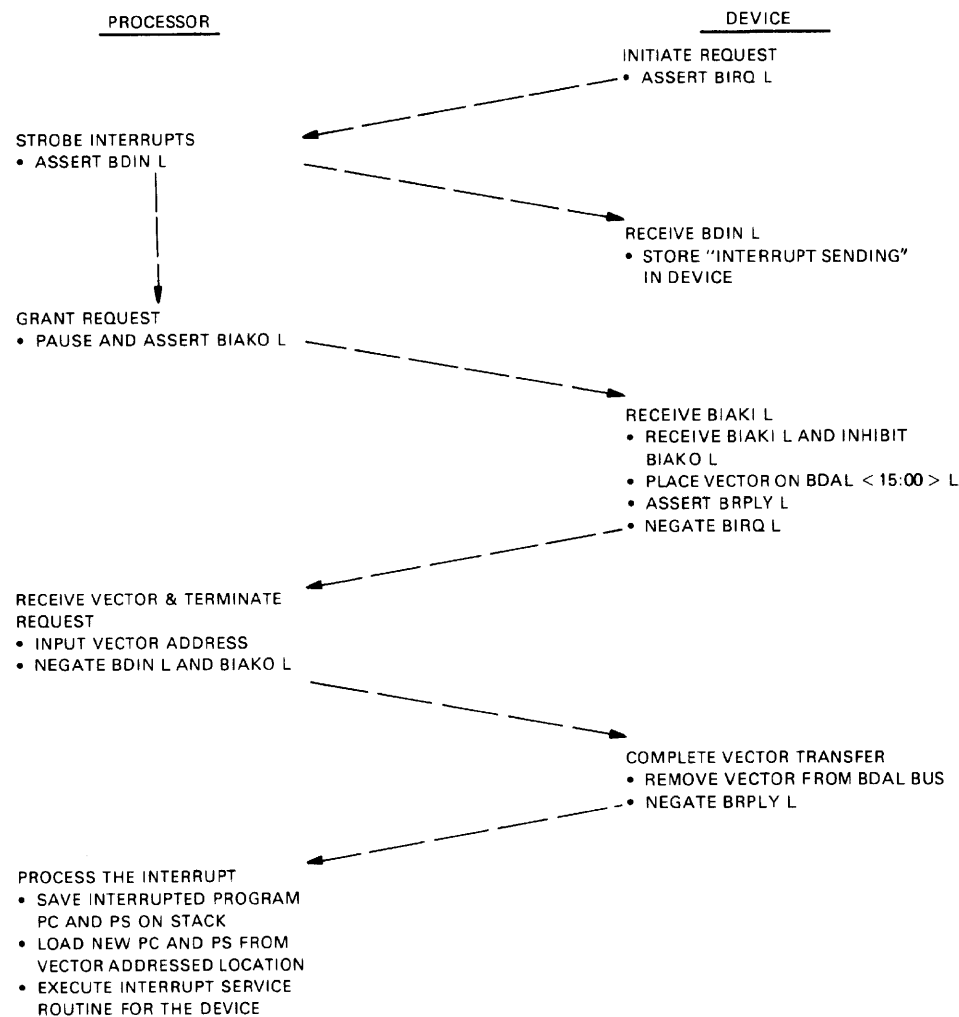 PROCESSOR
DEVICE
INITIATE REQUEST
• ASSERT BIRQ L
STROBE INTERRUPTS
• ASSERT BDIN L
RECEIVE BDIN L
• STORE "INTERRUPT SENDING"
IN DEVICE
GRANT REQUEST
• PAUSE AND ASSERT BIAKO L
RECEIVE BIAKI L
• RECEIVE BIAKI L AND INHIBIT
BIAKO L
• PLACE VECTOR ON BDAL <15:00> L
• ASSERT BRPLY L
• NEGATE BIRQ L
RECEIVE VECTOR & TERMINATE
REQUEST
• INPUT VECTOR ADDRESS
• NEGATE BDIN L AND BIAKO L
COMPLETE VECTOR TRANSFER
• REMOVE VECTOR FROM BDAL BUS
• NEGATE BRPLY L
PROCESS THE INTERRUPT
• SAVE INTERRUPTED PROGRAM
PC AND PS ON STACK
• LOAD NEW PC AND PS FROM
VECTOR ADDRESSED LOCATION
• EXECUTE INTERRUPT SERVICE
ROUTINE FOR THE DEVICE